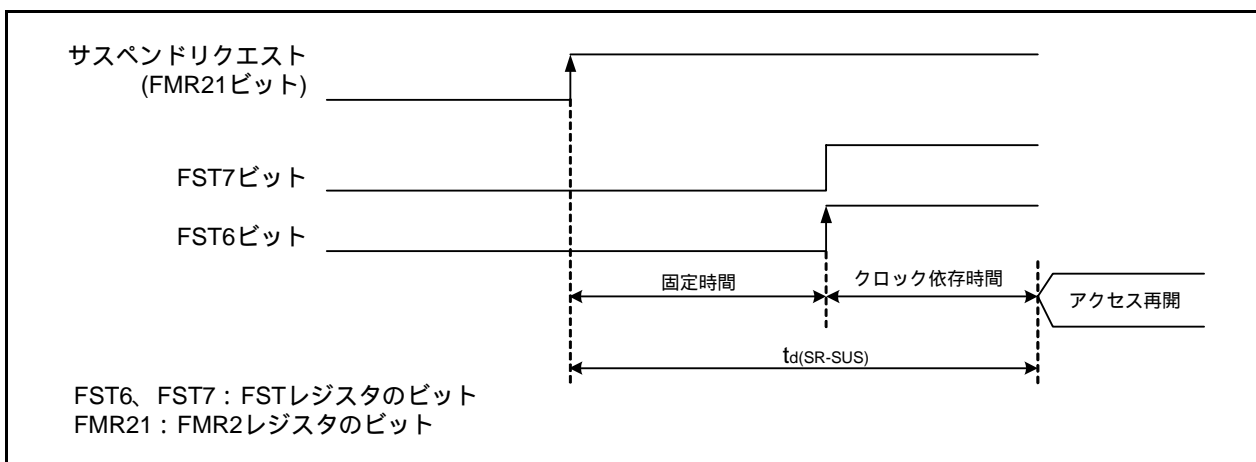 サスペンドリクエスト
(FMR21ビット)
FST7ビット
FST6ビット
固定時間
クロック依存時間
アクセス再開
td(SR-SUS)
FST6、FST7：FSTレジスタのビット
FMR21：FMR2レジスタのビット